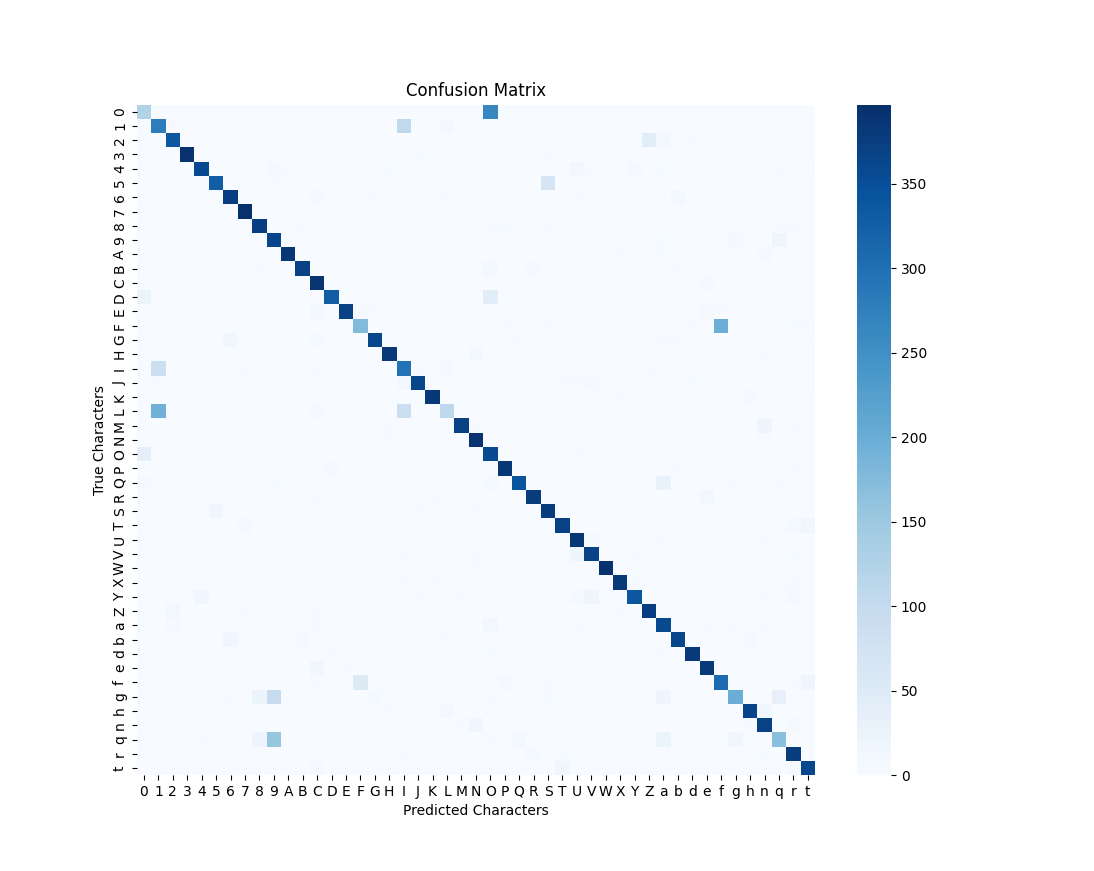 Confusion Matrix
True Characters
0 1 2 3 4 5 6 7 8 9 A B C D E F G H I J K L M N O P Q R S T U V W X Y Z a b d e f g h n q r t
0 1 2 3 4 5 6 7 8 9 A B C D E F G H I J K L M N O P Q R S T U V W X Y Z a b d e f g h n q r t
Predicted Characters
350
300
250
200
150
100
50
0